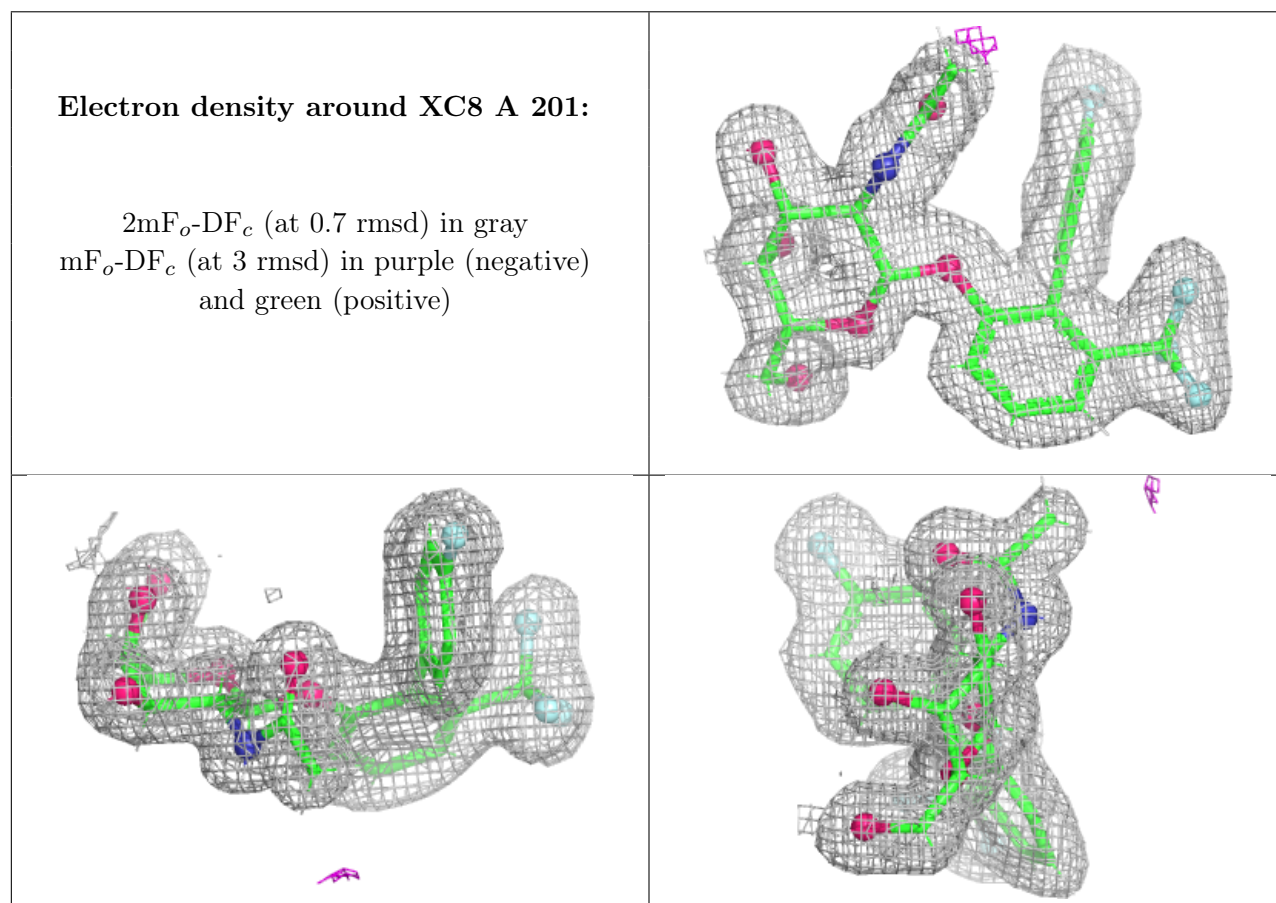 Electron density around XC8 A 201:
2mFo-DFc (at 0.7 rmsd) in gray
mFo-DFc (at 3 rmsd) in purple (negative)
and green (positive)